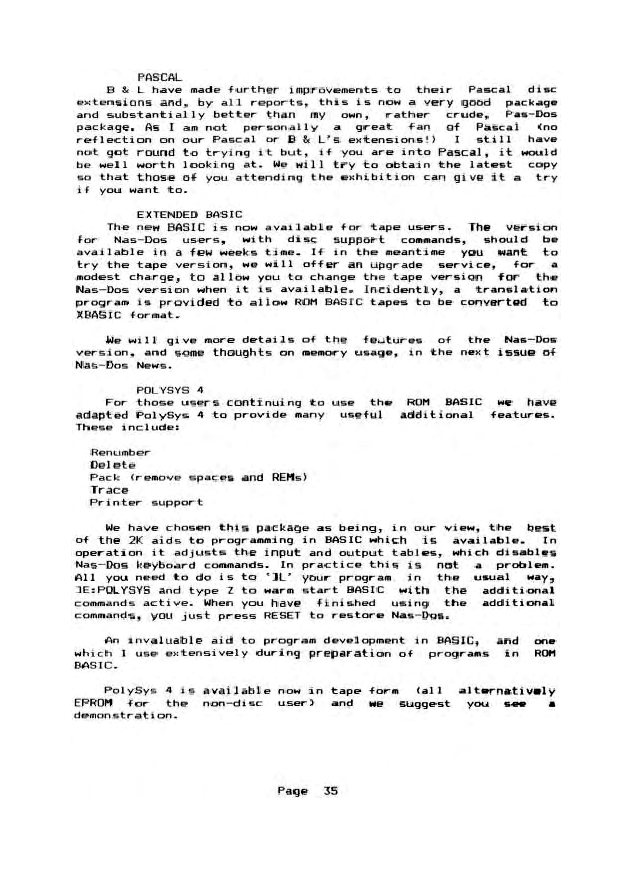 PASCAL
B & L have made further improvements to their Pascal disc
extensions and, by all reports, this is now a very good package
and substantially better than my own, rather crude, Pas-Dos
package. As I am not personally a great fan of Pascal (no
reflection on our Pascal or B & L's extensions!) I still have
not got round to trying it but, if you are into Pascal, it would
be well worth looking at. We will try to obtain the latest copy
so that those of you attending the exhibition can give it a try
if you want to.
EXTENDED BASIC
The new BASIC is now available for tape users. The version
for Nas-Dos users, with disc support commands, should be
available in a few weeks time. If in the meantime you want to
try the tape version, we will offer an upgrade service, for a
modest charge, to allow you to change the tape version for the
Nas-Dos version when it is available. Incidently, a translation
program is provided to allow ROM BASIC tapes to be converted to
XBASIC format.
We will give more details of the features of the Nas-Dos
version, and some thoughts on memory usage, in the next issue of
Nas-Dos News.
POLYSYS 4
For those users continuing to use the ROM BASIC we have
adapted PolySys 4 to provide many useful additional features.
These include:
Renumber
Delete
Pack (remove spaces and REMs)
Trace
Printer support
We have chosen this package as being, in our view, the best
of the 2K aids to programming in BASIC which is available. In
operation it adjusts the input and output tables, which disables
Nas-Dos keyboard commands. In practice this is not a problem.
All you need to do is to 'JL' your program in the usual way,
JE:POLYSYS and type Z to warm start BASIC with the additional
commands active. When you have finished using the additional
commands, you just press RESET to restore Nas-Dos.
An invaluable aid to program development in BASIC, and one
which I use extensively during preparation of programs in ROM
BASIC.
PolySys 4 is available now in tape form (all alternatively
EPROM for the non-disc user) and we suggest you see a
demonstration.
Page 35